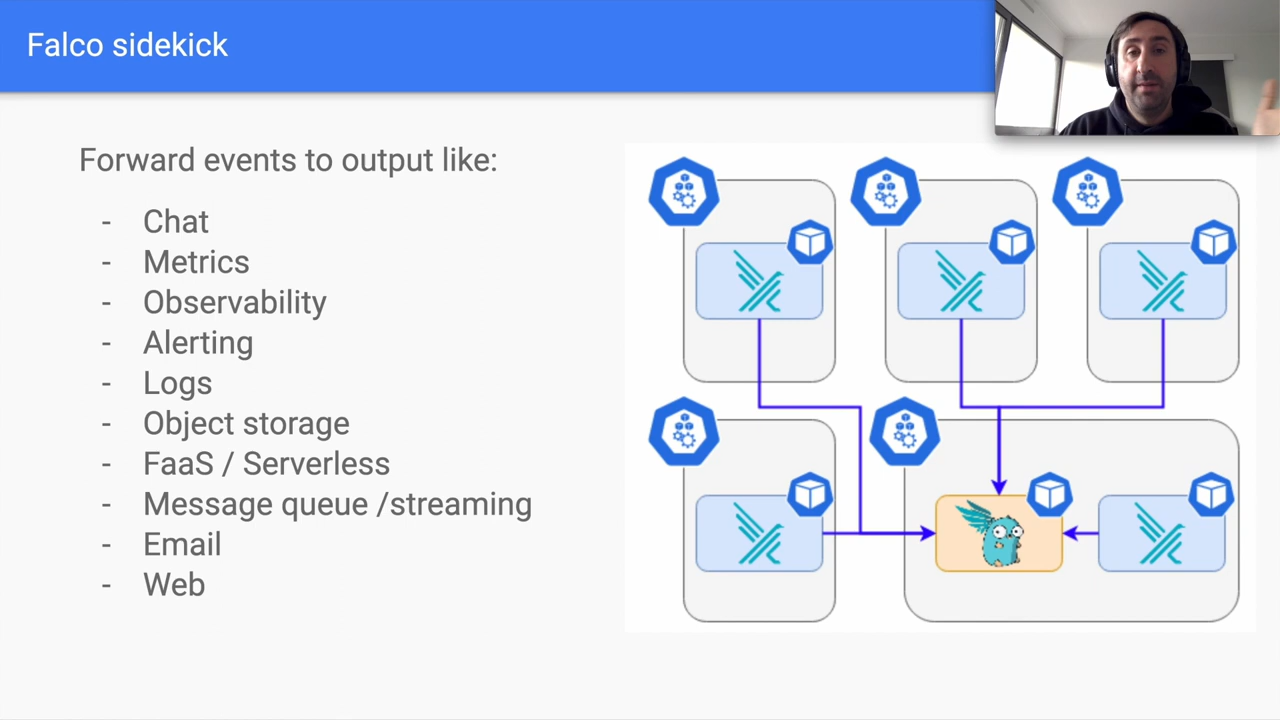 Falco sidekick
Forward events to output like:
- Chat
- Metrics
- Observability
- Alerting
- Logs
- Object storage
- FaaS / Serverless
- Message queue /streaming
- Email
- Web